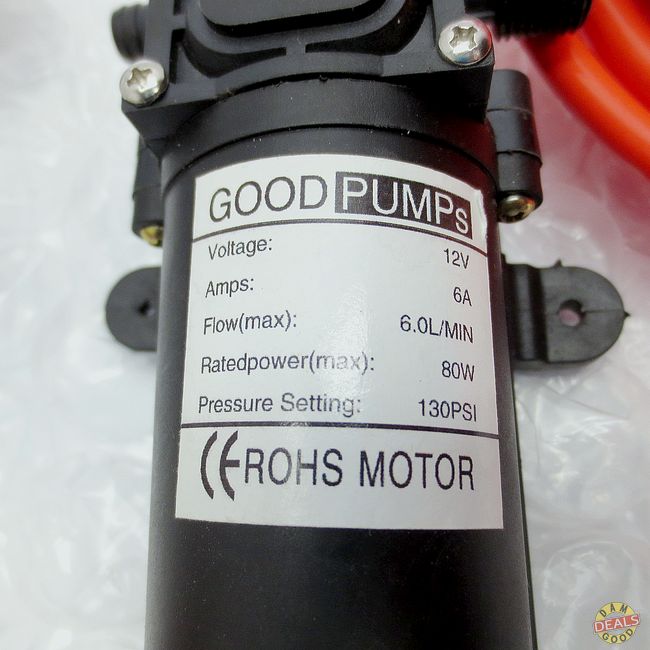 GOOD PUMPs
Voltage: 12V
Amps: 6A
Flow(max): 6.0L/MIN
Ratedpower(max): 80W
Pressure Setting: 130PSI
CE ROHS MOTOR
DAM
DEALS
GOOD